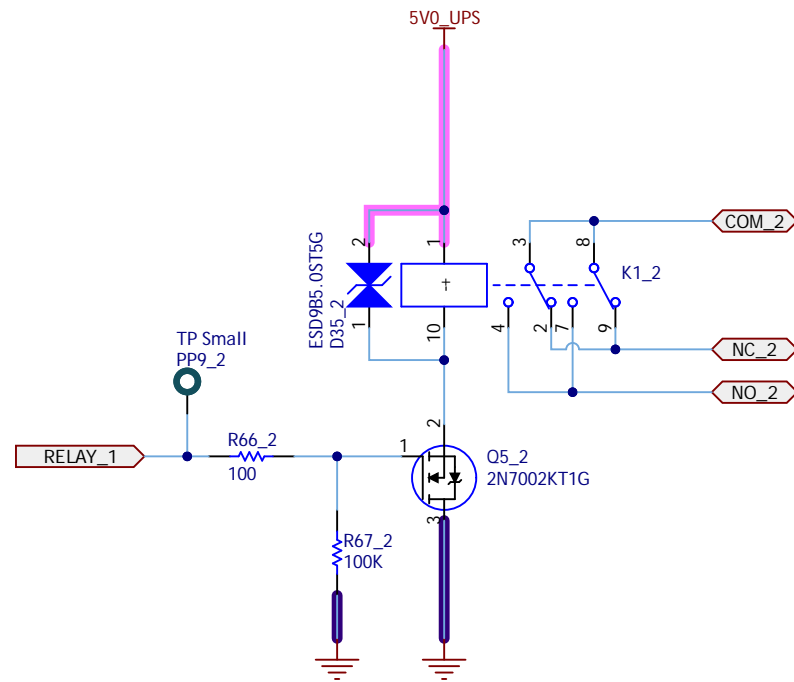 5V0_UPS
2
1
3
8
COM_2
K1_2
ESD9B5.0ST5G
D35_2
-+
1
10
4
2
7
9
NC_2
NO_2
TP Small
PP9_2
2
RELAY_1
R66_2
100
1
Q5_2
2N7002KT1G
3
R67_2
100K